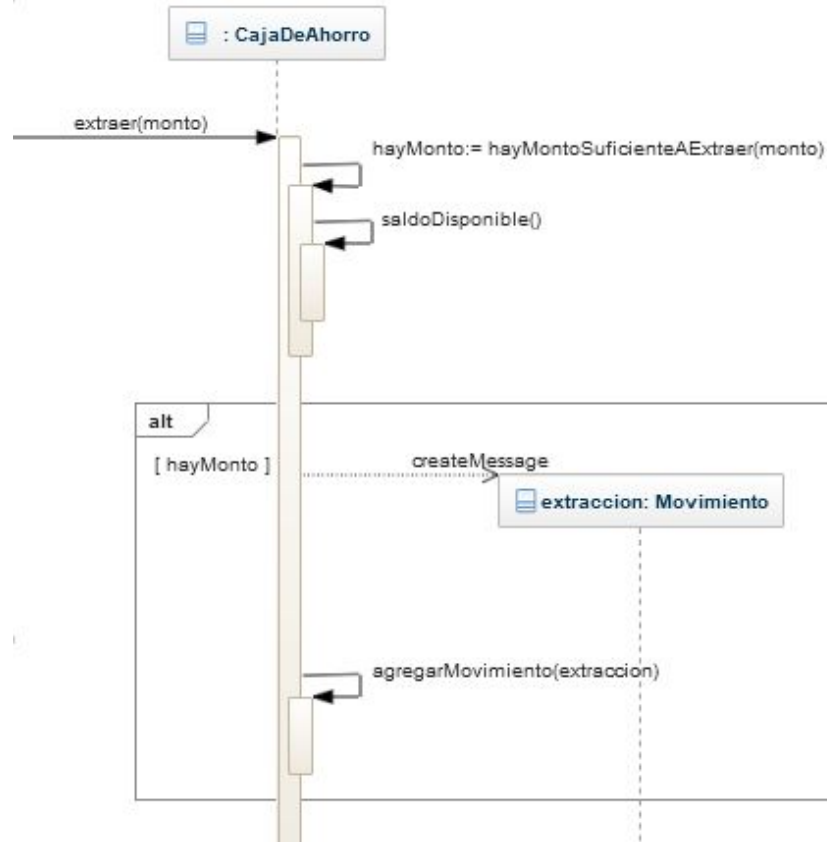 : CajaDeAhorro
extraer(monto)
hayMonto:= hayMontoSuficienteAExtraer(monto)
saldoDisponible()
alt
[ hayMonto ]
createMessage
extraccion: Movimiento
agregarMovimiento(extraccion)